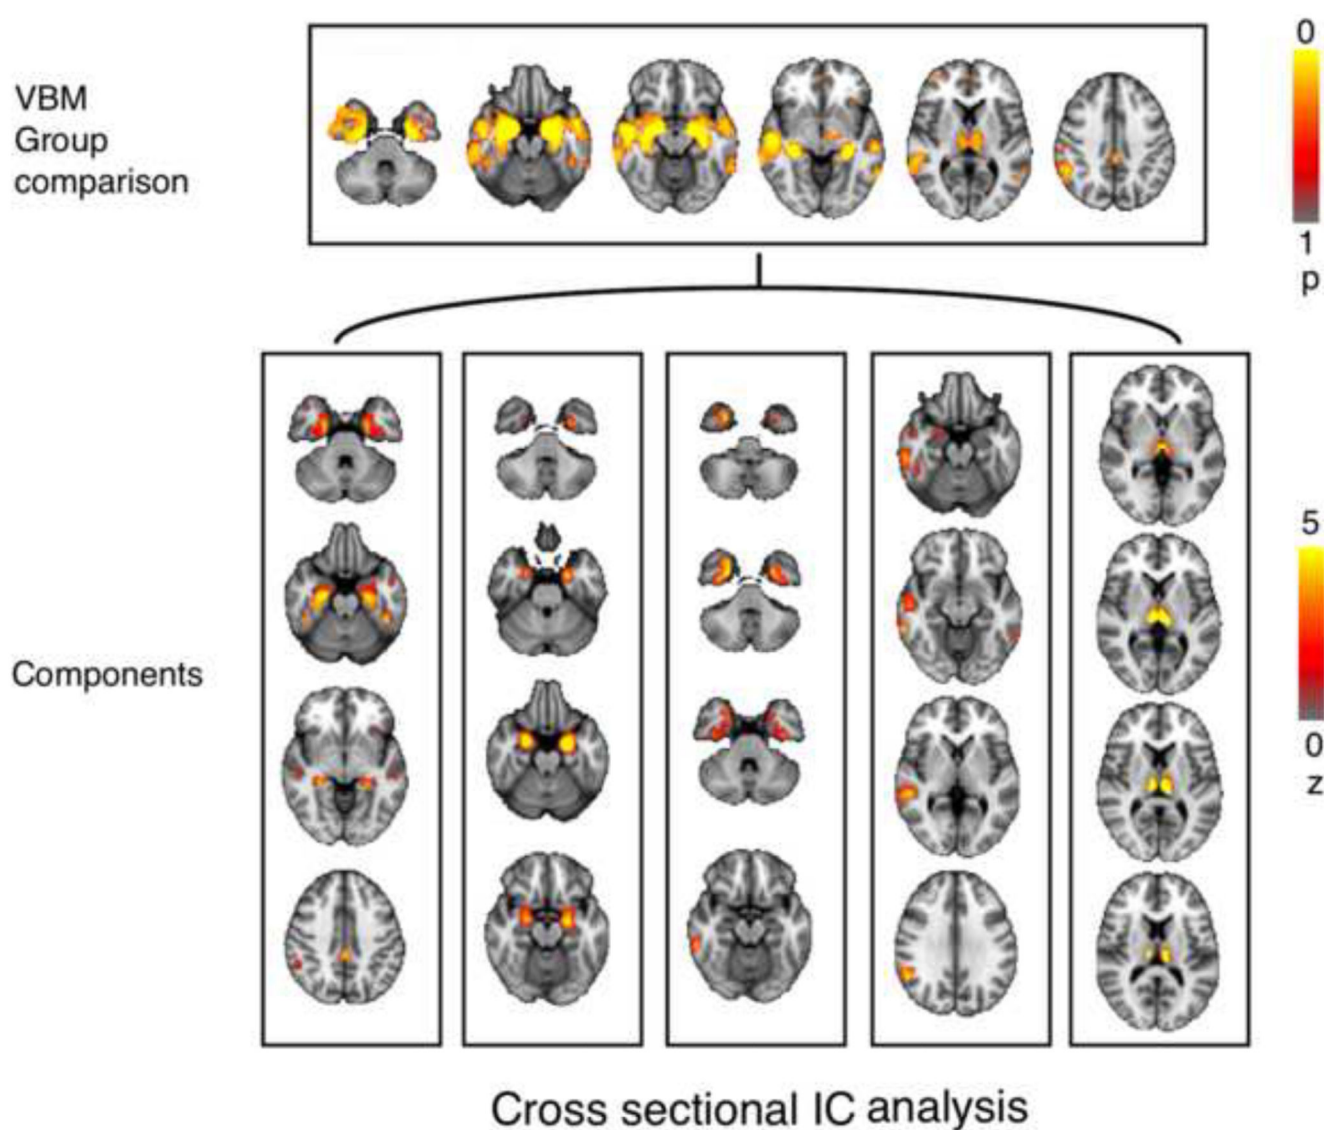 0
VBM
Group
comparison
1
p
5
Components
0
z
Cross sectional IC analysis